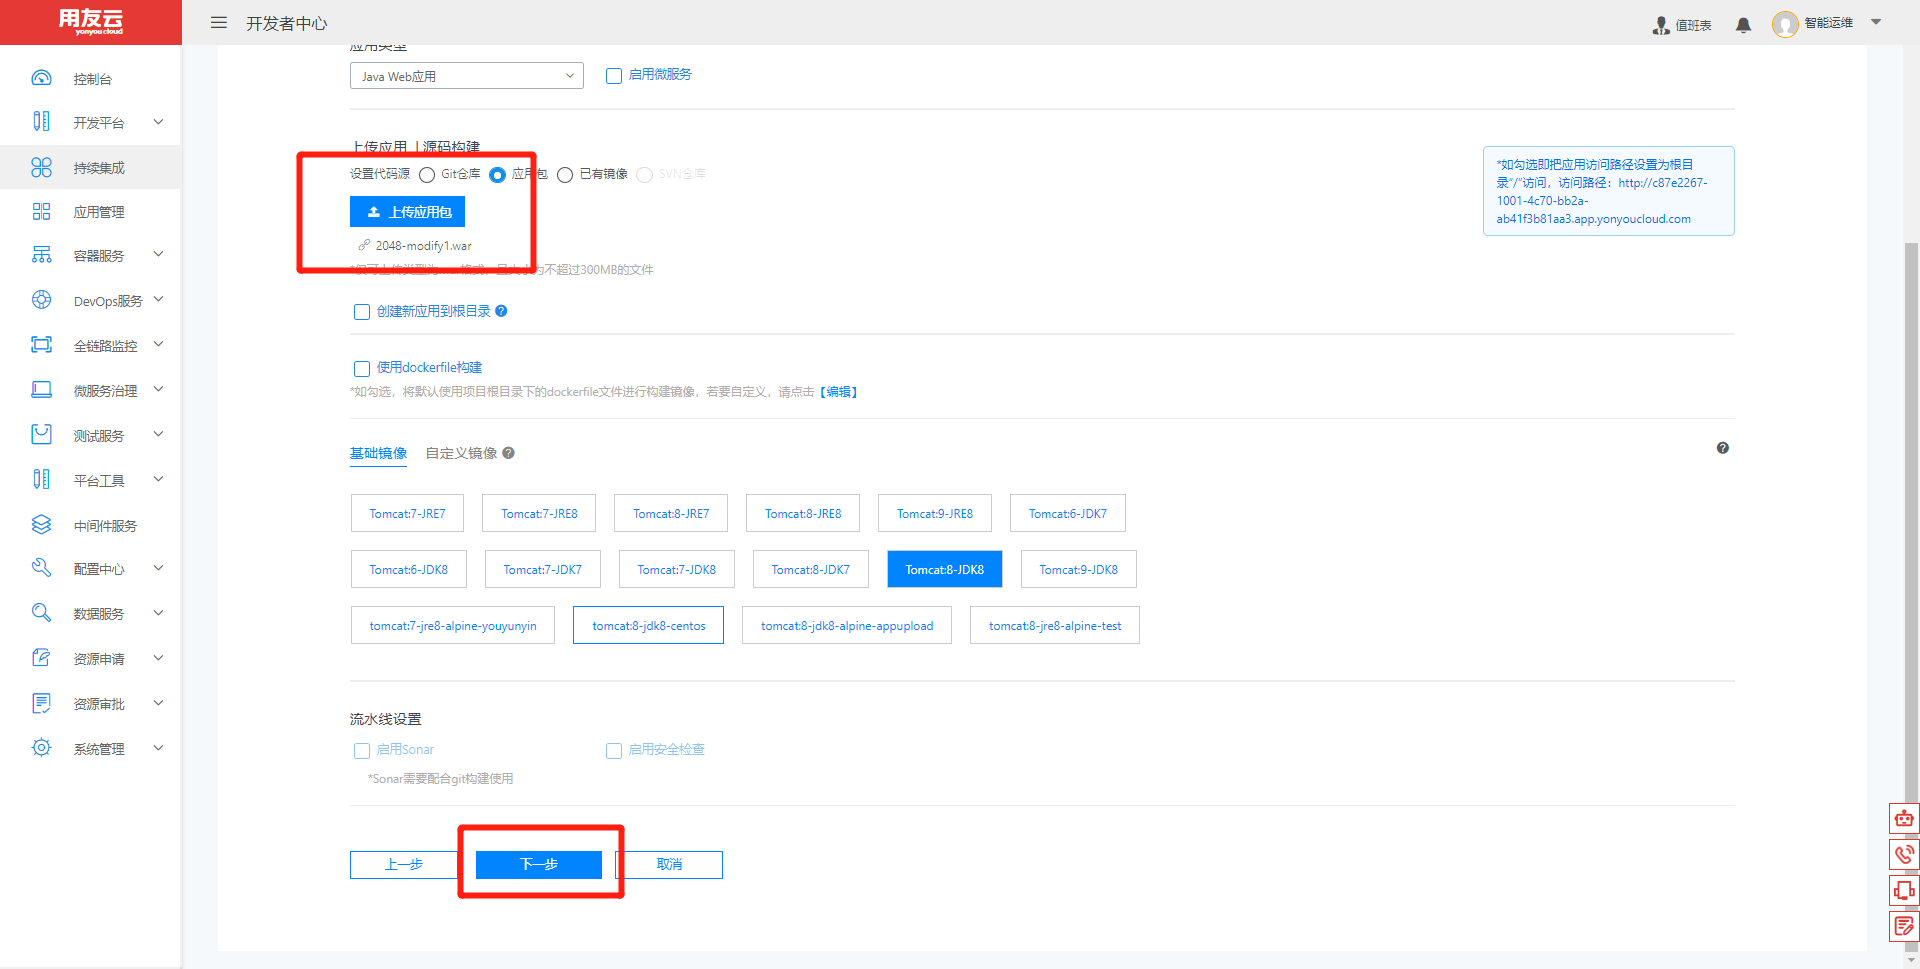 用友云
yonyou cloud
开发者中心
值班表
智能运维
控制台
开发平台
持续集成
应用管理
容器服务
DevOps服务
全链路监控
微服务治理
测试服务
平台工具
中间件服务
配置中心
数据服务
资源申请
资源审批
系统管理
应用类型
Java Web应用
启用微服务
上传应用 | 源码构建
设置代码源 Git仓库 应用包 已有镜像 SVN仓库
上传应用包
2048-modify1.war
不超过300MB的文件
*如勾选即把应用访问路径设置为根目
录“/”访问，访问路径：http://c87e2267-
1001-4c70-bb2a-
ab41f3b81aa3.app.yonyoucloud.com
创建新应用到根目录
使用dockerfile构建
*如勾选，将默认使用项目根目录下的dockerfile文件进行构建镜像，若要自定义，请点击【编辑】
基础镜像 自定义镜像
Tomcat:7-JRE7 Tomcat:7-JRE8 Tomcat:8-JRE7 Tomcat:8-JRE8 Tomcat:9-JRE8 Tomcat:6-JDK7
Tomcat:6-JDK8 Tomcat:7-JDK7 Tomcat:7-JDK8 Tomcat:8-JDK7 Tomcat:8-JDK8 Tomcat:9-JDK8
tomcat:7-jre8-alpine-youyunyin tomcat:8-jdk8-centos tomcat:8-jdk8-alpine-appupload tomcat:8-jre8-alpine-test
流水线设置
启用Sonar 启用安全检查
*Sonar需要配合git构建使用
上一步 下一步 取消